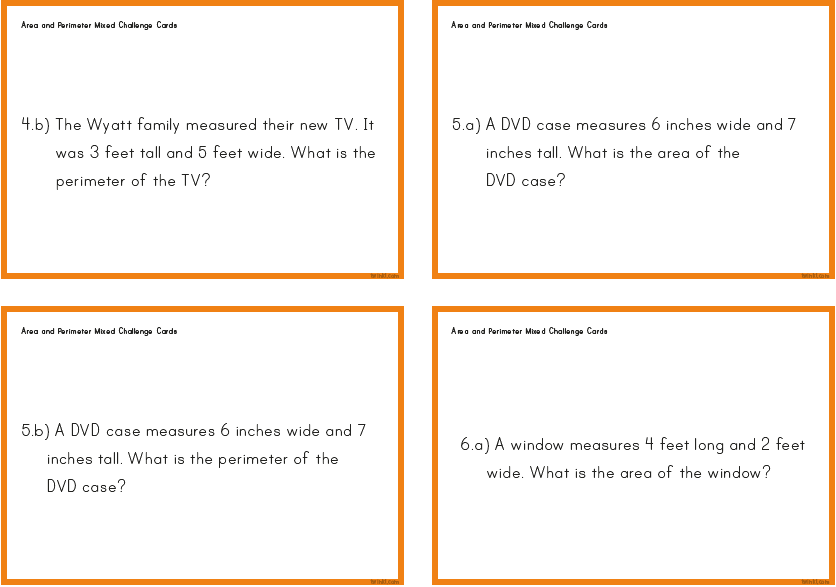 Area and Perimeter Mixed Challenge Cards
4.b) The Wyatt family measured their new TV. It
was 3 feet tall and 5 feet wide. What is the
perimeter of the TV?
twinkl.com
Area and Perimeter Mixed Challenge Cards
5.a) A DVD case measures 6 inches wide and 7
inches tall. What is the area of the
DVD case?
twinkl.com
Area and Perimeter Mixed Challenge Cards
5.b) A DVD case measures 6 inches wide and 7
inches tall. What is the perimeter of the
DVD case?
twinkl.com
Area and Perimeter Mixed Challenge Cards
6.a) A window measures 4 feet long and 2 feet
wide. What is the area of the window?
twinkl.com